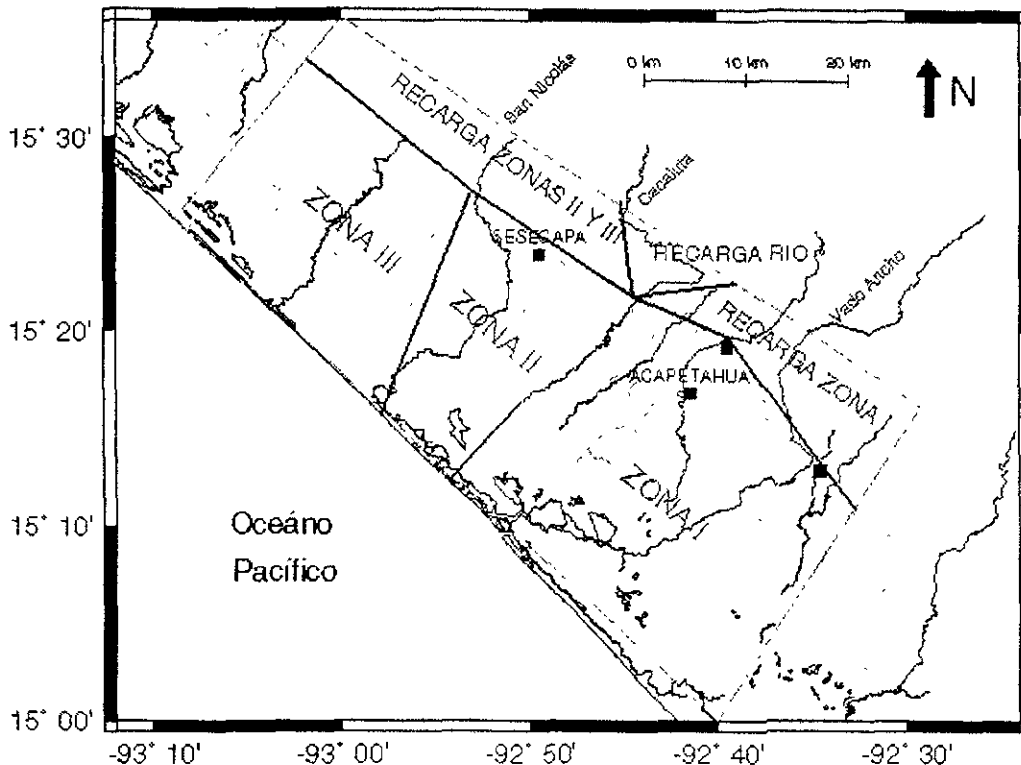 0 km 10 km 20 km
N
San Nicolás
RECARGA ZONAS II Y III
Cacaluta
15° 30'
ZONA III
SESECAPA
RECARGA RIO
Vado Ancho
15° 20'
ZONA II
RECARGA ZONA
ACAPETAHUA
ZONA
15° 10'
Oceáno
Pacífico
15° 00'
-93° 10' -93° 00' -92° 50' -92° 40' -92° 30'